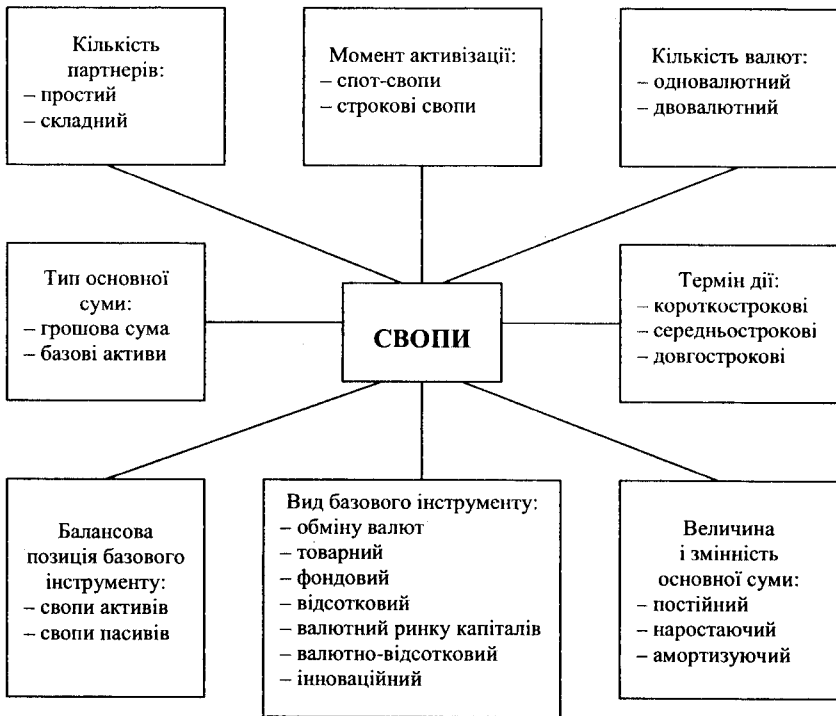 Кількість
партнерів:
– простий
– складний
Момент активізації:
– спот-свопи
– строкові свопи
Кількість валют:
– одновалютний
– двовалютний
Тип основної
суми:
– грошова сума
– базові активи
СВОПИ
Термін дії:
– короткострокові
– середньострокові
– довгострокові
Балансова
позиція базового
інструменту:
– свопи активів
– свопи пасивів
Вид базового інструменту:
– обміну валют
– товарний
– фондовий
– відсотковий
– валютний ринку капіталів
– валютно-відсотковий
– інноваційний
Величина
і змінність
основної суми:
– постійний
– наростаючий
– амортизуючий